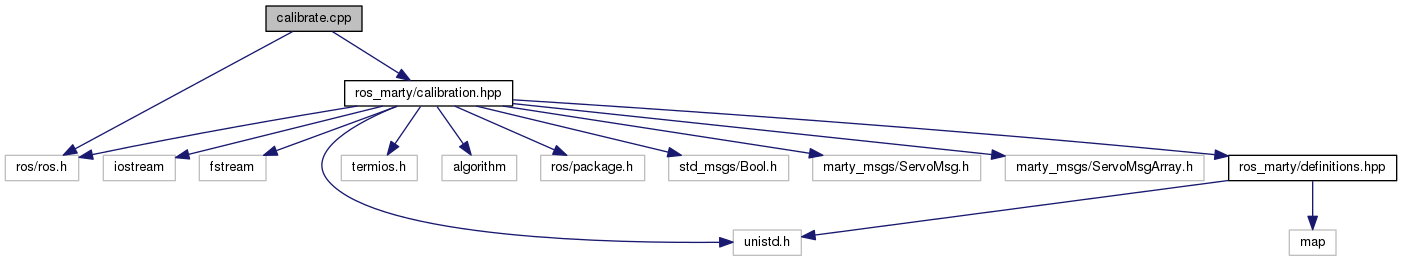 calibrate.cpp
ros_marty/calibration.hpp
ros/ros.h
iostream
fstream
termios.h
algorithm
ros/package.h
std_msgs/Bool.h
marty_msgs/ServoMsg.h
marty_msgs/ServoMsgArray.h
ros_marty/definitions.hpp
unistd.h
map